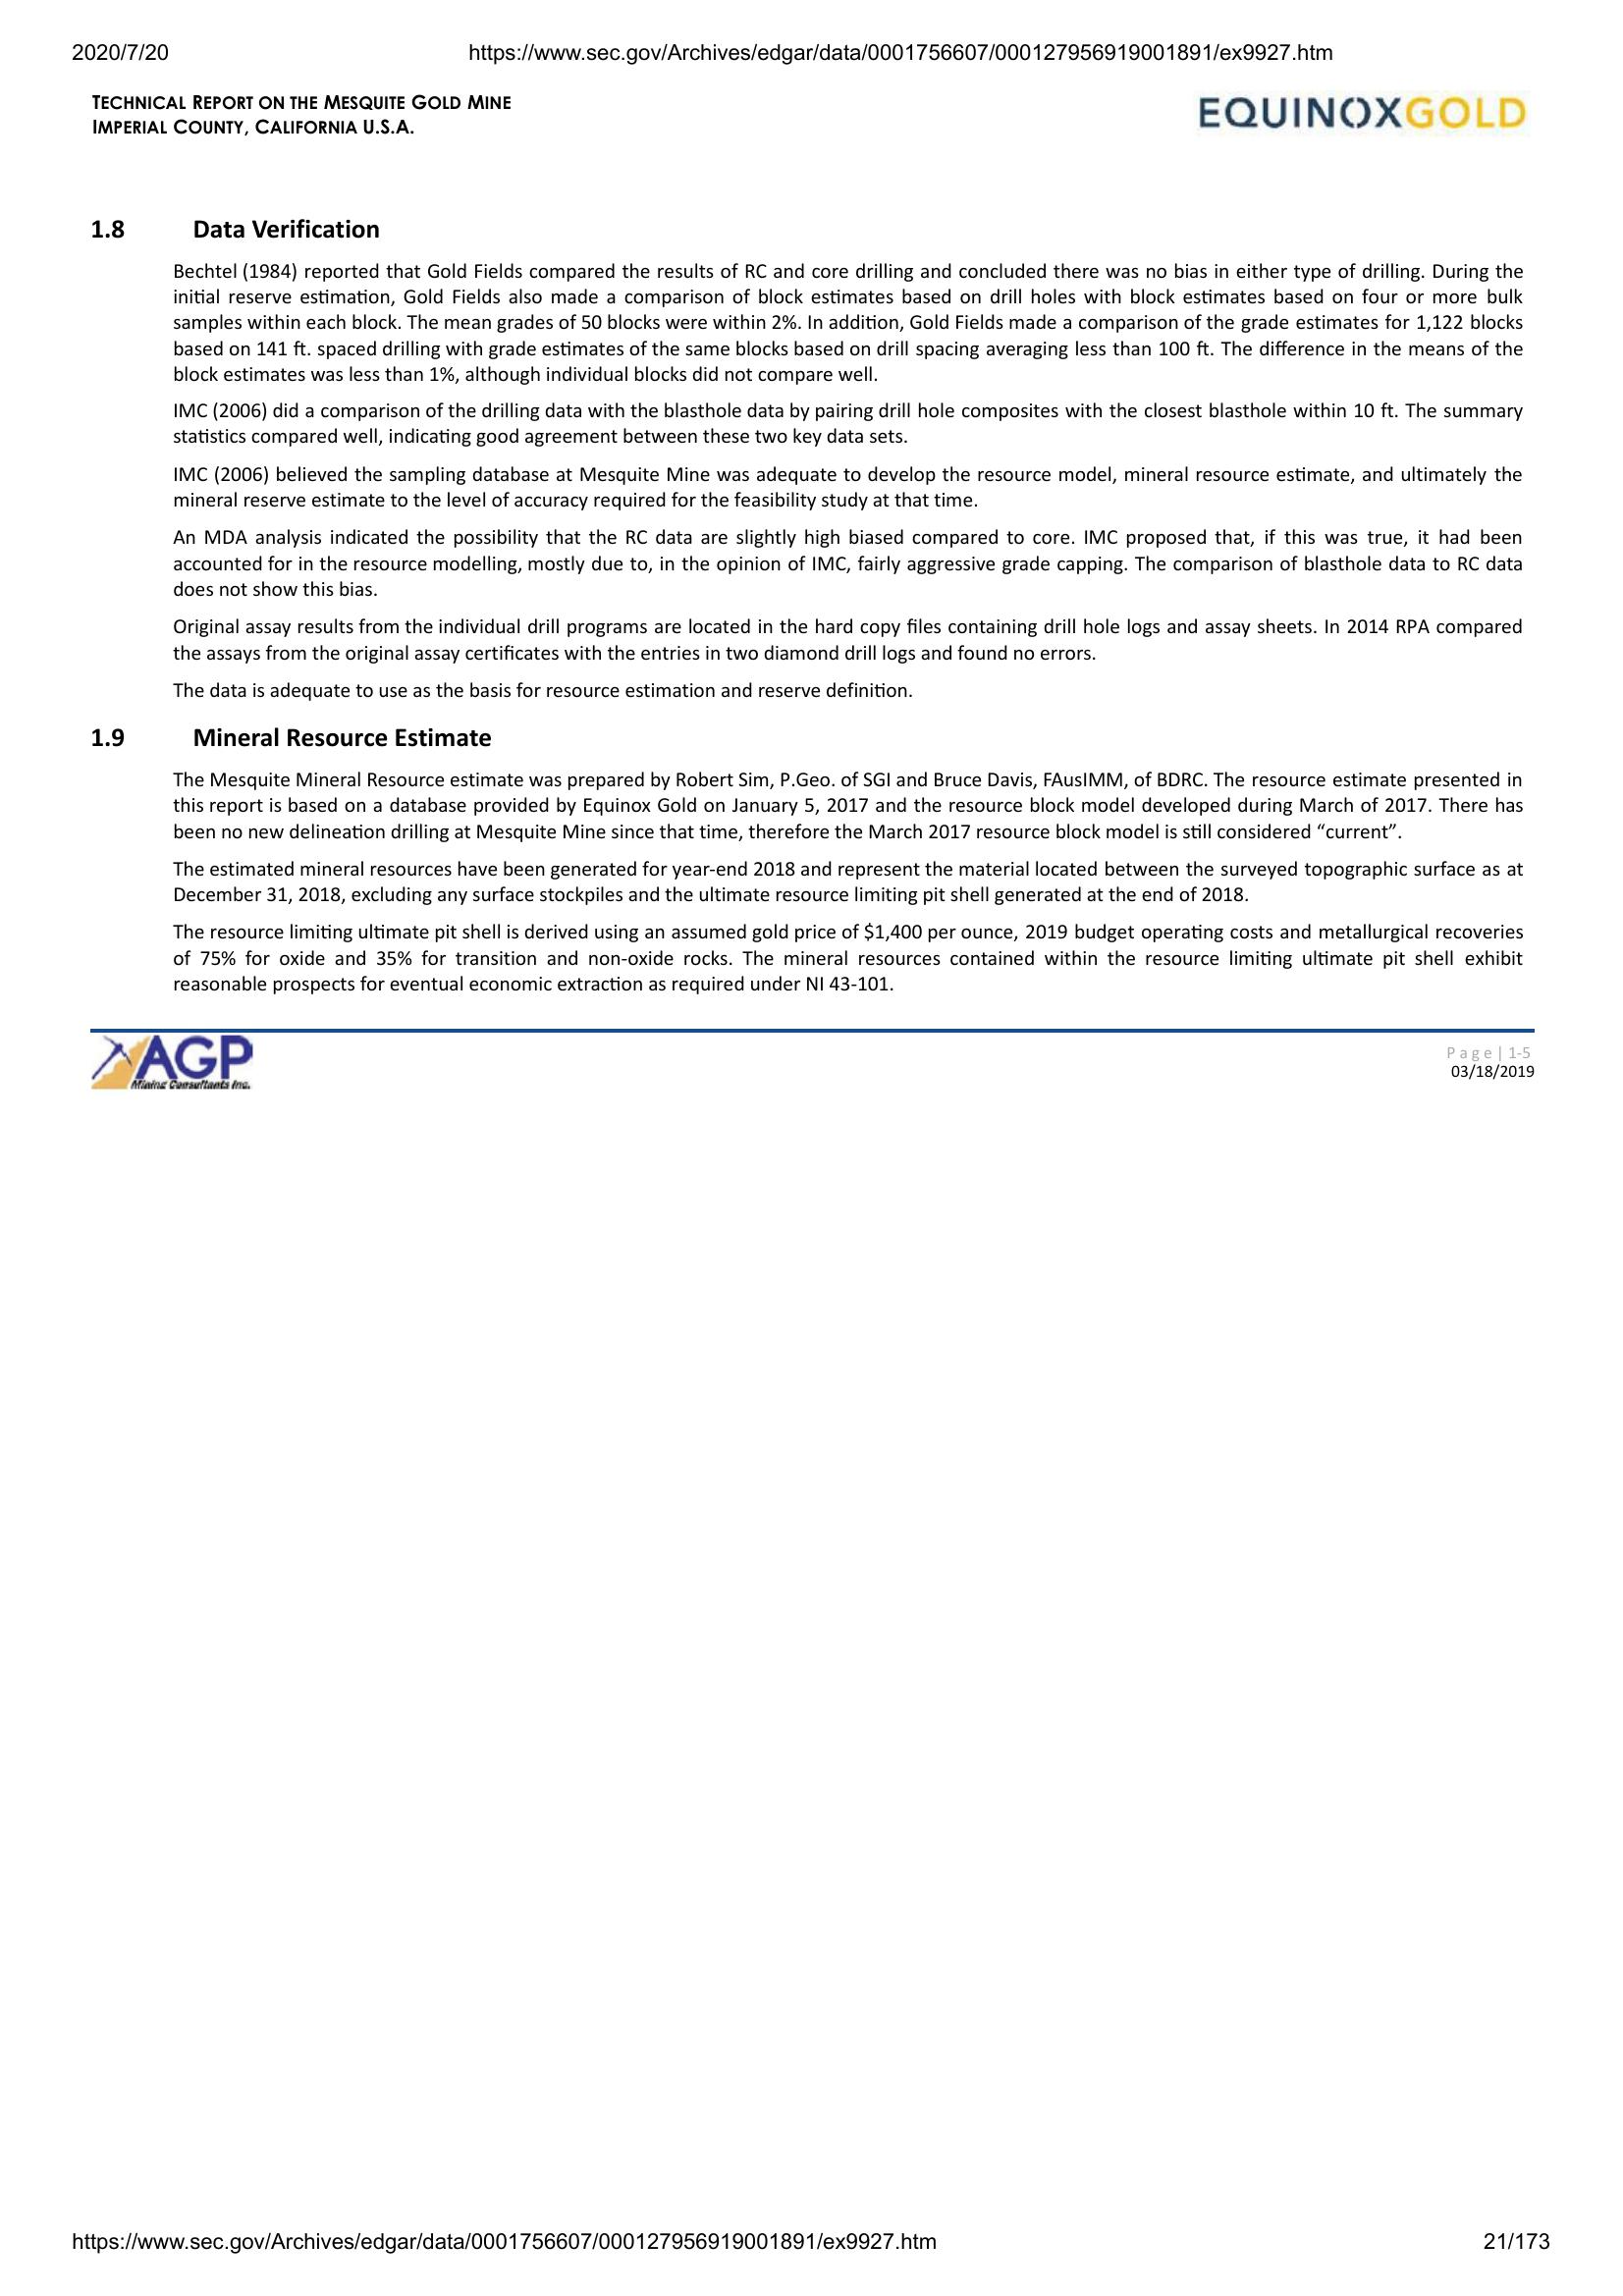 2020/7/20 https://www.sec.gov/Archives/edgar/data/0001756607/000127956919001891/ex9927.htm
TECHNICAL REPORT ON THE MESQUITE GOLD MINE
IMPERIAL COUNTY, CALIFORNIA U.S.A.
EQUINOXGOLD
1.8 Data Verification
Bechtel (1984) reported that Gold Fields compared the results of RC and core drilling and concluded there was no bias in either type of drilling. During the
initial reserve estimation, Gold Fields also made a comparison of block estimates based on drill holes with block estimates based on four or more bulk
samples within each block. The mean grades of 50 blocks were within 2%. In addition, Gold Fields made a comparison of the grade estimates for 1,122 blocks
based on 141 ft. spaced drilling with grade estimates of the same blocks based on drill spacing averaging less than 100 ft. The difference in the means of the
block estimates was less than 1%, although individual blocks did not compare well.
IMC (2006) did a comparison of the drilling data with the blasthole data by pairing drill hole composites with the closest blasthole within 10 ft. The summary
statistics compared well, indicating good agreement between these two key data sets.
IMC (2006) believed the sampling database at Mesquite Mine was adequate to develop the resource model, mineral resource estimate, and ultimately the
mineral reserve estimate to the level of accuracy required for the feasibility study at that time.
An MDA analysis indicated the possibility that the RC data are slightly high biased compared to core. IMC proposed that, if this was true, it had been
accounted for in the resource modelling, mostly due to, in the opinion of IMC, fairly aggressive grade capping. The comparison of blasthole data to RC data
does not show this bias.
Original assay results from the individual drill programs are located in the hard copy files containing drill hole logs and assay sheets. In 2014 RPA compared
the assays from the original assay certificates with the entries in two diamond drill logs and found no errors.
The data is adequate to use as the basis for resource estimation and reserve definition.
1.9 Mineral Resource Estimate
The Mesquite Mineral Resource estimate was prepared by Robert Sim, P.Geo. of SGI and Bruce Davis, FAusIMM, of BDRC. The resource estimate presented in
this report is based on a database provided by Equinox Gold on January 5, 2017 and the resource block model developed during March of 2017. There has
been no new delineation drilling at Mesquite Mine since that time, therefore the March 2017 resource block model is still considered “current”.
The estimated mineral resources have been generated for year-end 2018 and represent the material located between the surveyed topographic surface as at
December 31, 2018, excluding any surface stockpiles and the ultimate resource limiting pit shell generated at the end of 2018.
The resource limiting ultimate pit shell is derived using an assumed gold price of $1,400 per ounce, 2019 budget operating costs and metallurgical recoveries
of 75% for oxide and 35% for transition and non-oxide rocks. The mineral resources contained within the resource limiting ultimate pit shell exhibit
reasonable prospects for eventual economic extraction as required under NI 43-101.
AGP
Mining Consultants Inc.
Page | 1-5
03/18/2019
https://www.sec.gov/Archives/edgar/data/0001756607/000127956919001891/ex9927.htm 21/173